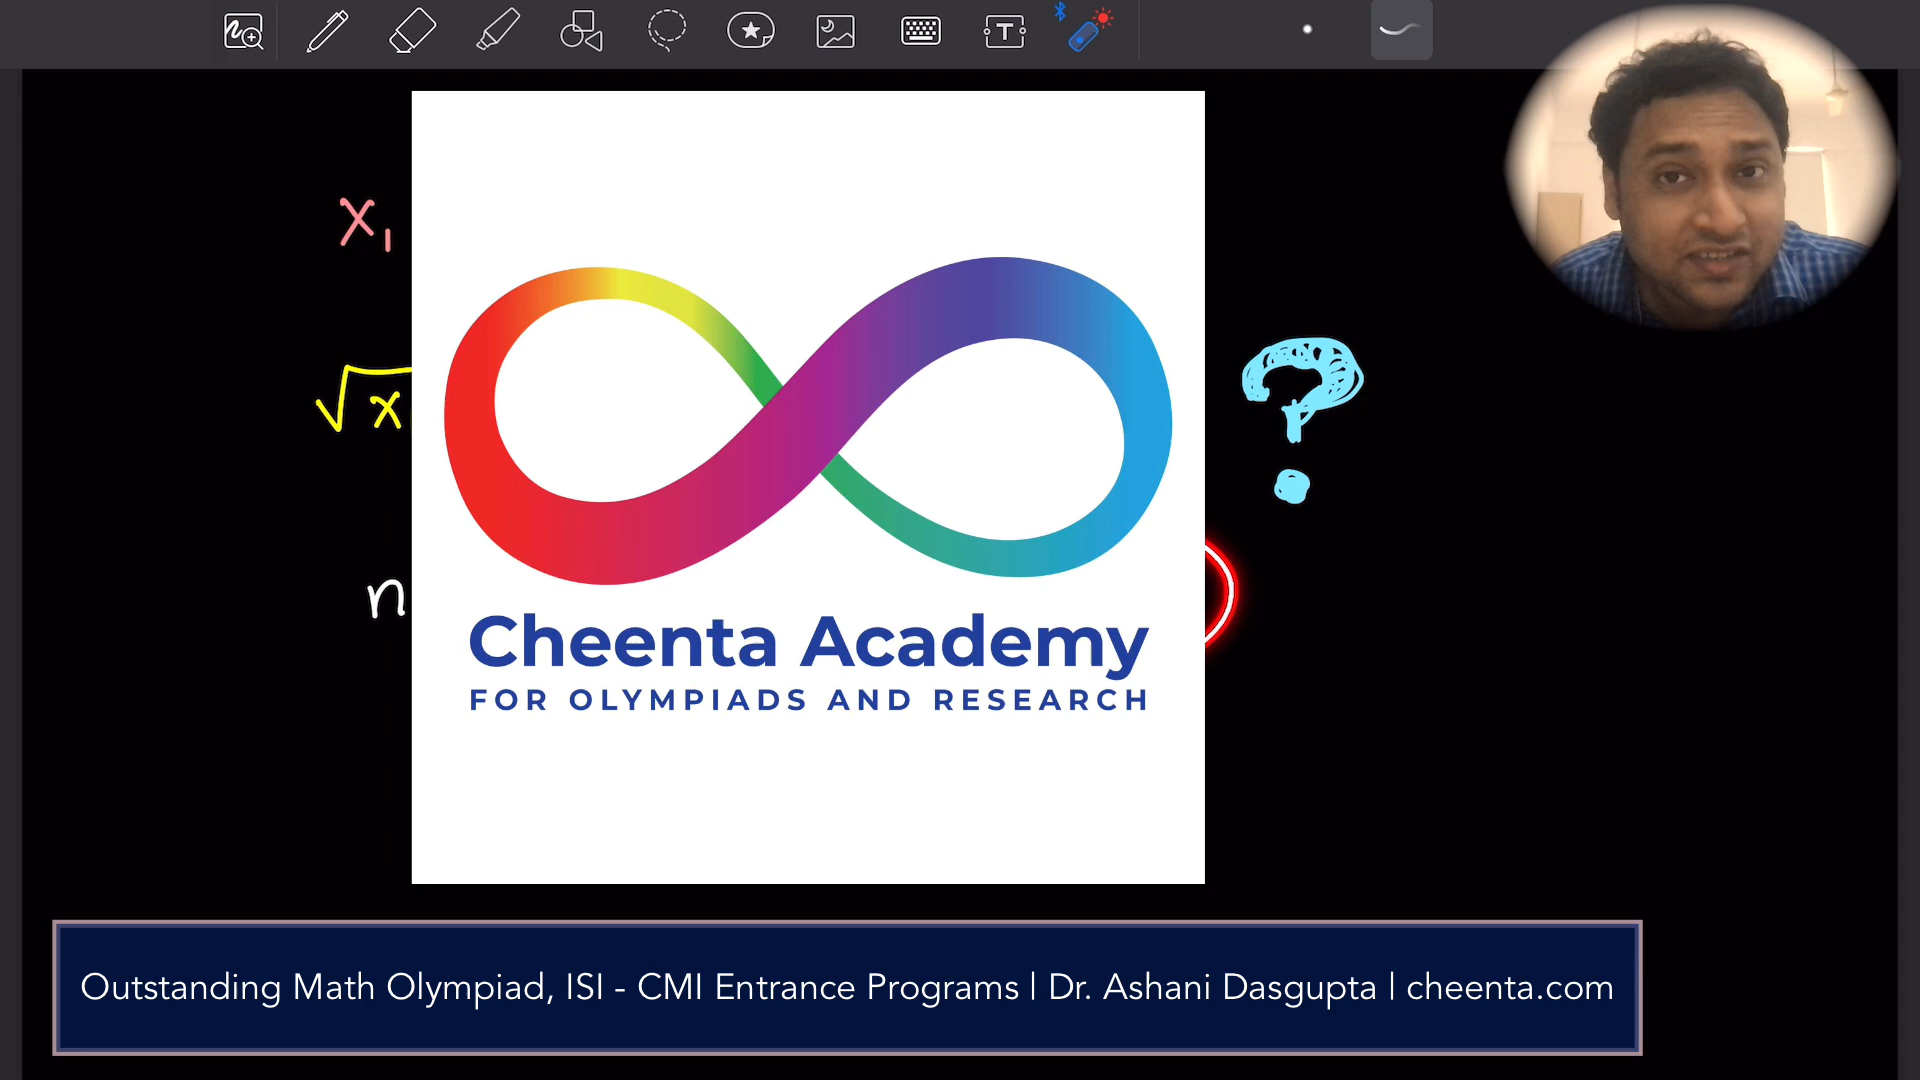 x₁
√x
n
?
Cheenta Academy
FOR OLYMPIADS AND RESEARCH
Outstanding Math Olympiad, ISI - CMI Entrance Programs | Dr. Ashani Dasgupta | cheenta.com